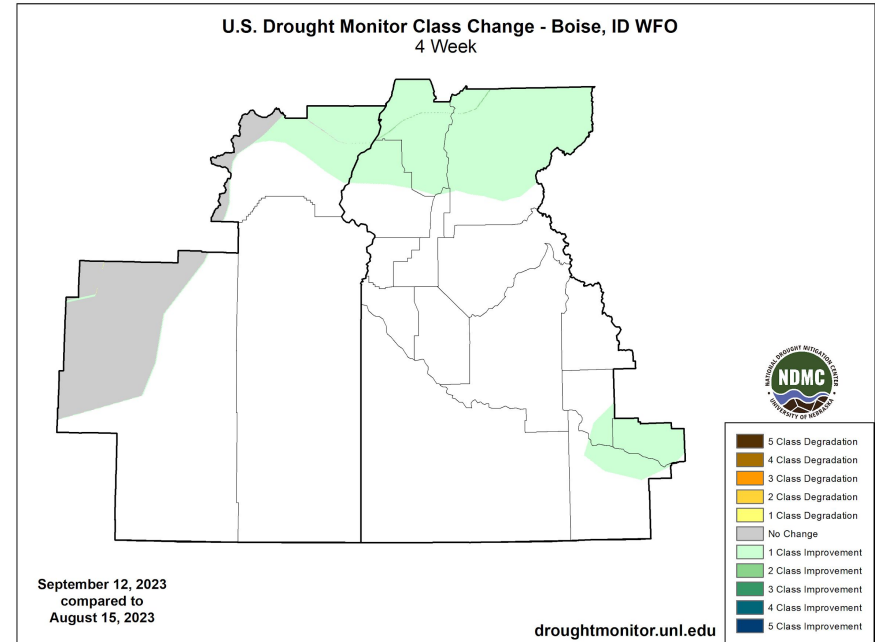 U.S. Drought Monitor Class Change - Boise, ID WFO
4 Week
NATIONAL DROUGHT MITIGATION CENTER
NDMC
UNIVERSITY OF NEBRASKA
5 Class Degradation
4 Class Degradation
3 Class Degradation
2 Class Degradation
1 Class Degradation
No Change
1 Class Improvement
2 Class Improvement
3 Class Improvement
4 Class Improvement
5 Class Improvement
September 12, 2023
compared to
August 15, 2023
droughtmonitor.unl.edu